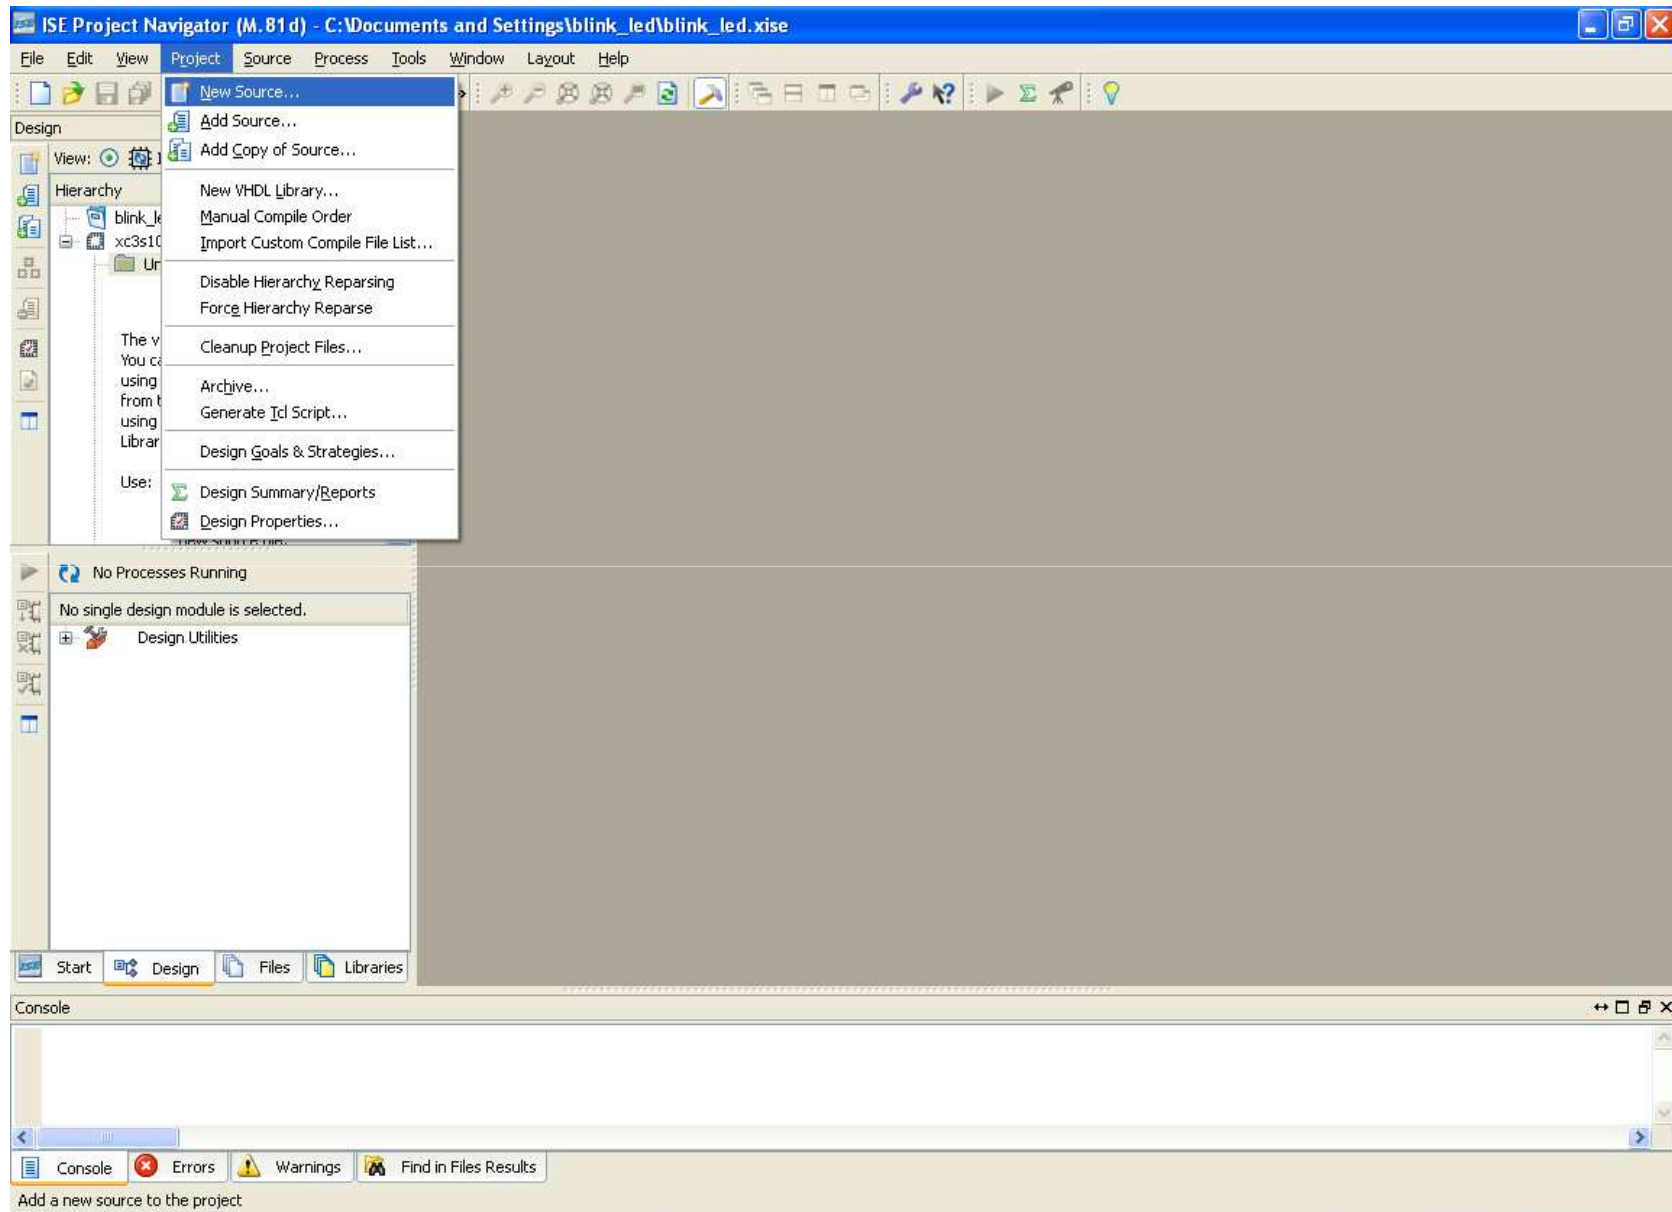 ISE Project Navigator (M.81d) - C:\Documents and Settings\blink_led\blink_led.xise
File Edit View Project Source Process Tools Window Layout Help
New Source...
Add Source...
Add Copy of Source...
New VHDL Library...
Manual Compile Order
Import Custom Compile File List...
Disable Hierarchy Reparsing
Force Hierarchy Reparse
Cleanup Project Files...
Archive...
Generate Tcl Script...
Design Goals & Strategies...
Design Summary/Reports
Design Properties...
Design
View:
Hierarchy
The
using
from
using
Use:
new source file.
No Processes Running
No single design module is selected.
Design Utilities
Start Design Files Libraries
Console
Console Errors Warnings Find in Files Results
Add a new source to the project